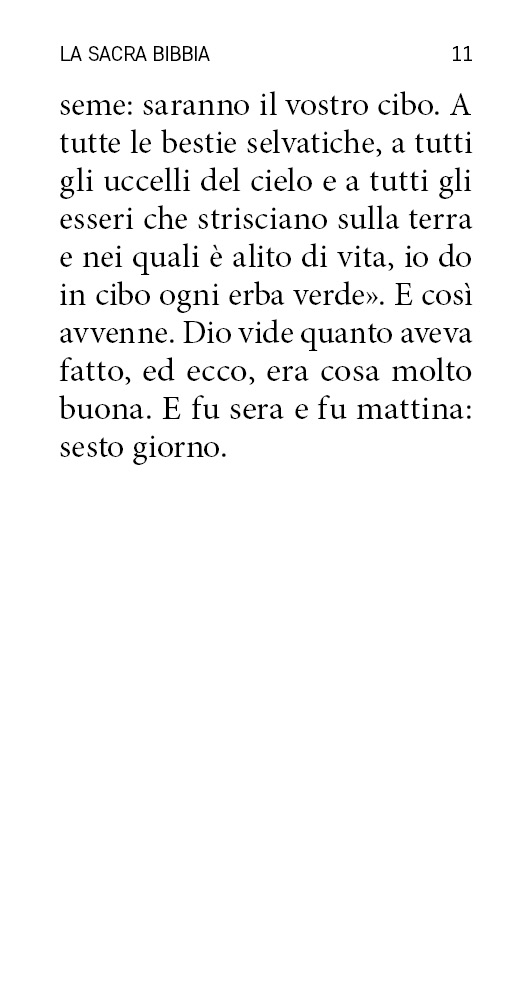 LA SACRA BIBBIA 11
seme: saranno il vostro cibo. A
tutte le bestie selvatiche, a tutti
gli uccelli del cielo e a tutti gli
esseri che strisciano sulla terra
e nei quali è alito di vita, io do
in cibo ogni erba verde». E così
avvenne. Dio vide quanto aveva
fatto, ed ecco, era cosa molto
buona. E fu sera e fu mattina:
sesto giorno.